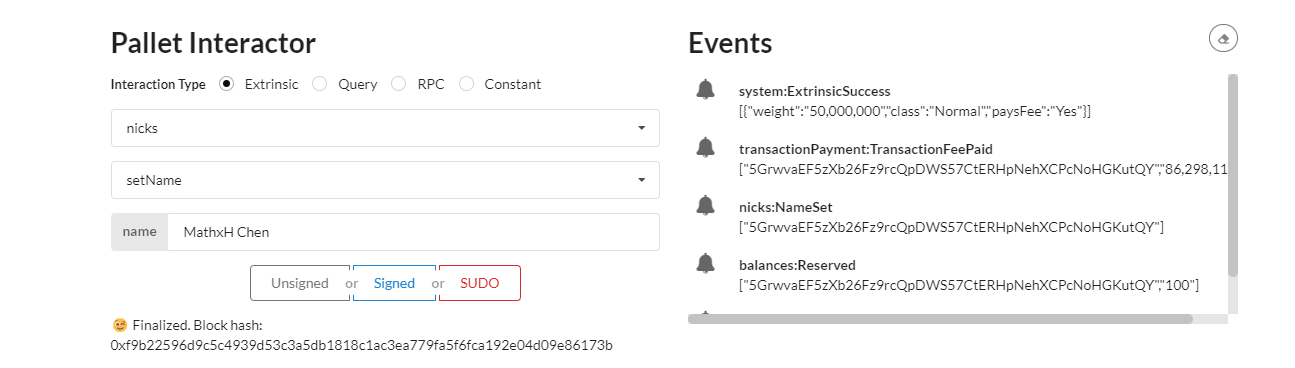 Pallet Interactor
Interaction Type Extrinsic Query RPC Constant
nicks
setName
name MathxH Chen
Unsigned or Signed or SUDO
Finalized. Block hash:
0xf9b22596d9c5c4939d53c3a5db1818c1ac3ea779fa5f6fca192e04d09e86173b
Events
system:ExtrinsicSuccess
[{"weight":"50,000,000","class":"Normal","paysFee":"Yes"}]
transactionPayment:TransactionFeePaid
["5GrwvaEF5zXb26Fz9rcQpDWS57CtERHpNehXCPcNoHGKutQY","86,298,11
nicks:NameSet
["5GrwvaEF5zXb26Fz9rcQpDWS57CtERHpNehXCPcNoHGKutQY"]
balances:Reserved
["5GrwvaEF5zXb26Fz9rcQpDWS57CtERHpNehXCPcNoHGKutQY","100"]